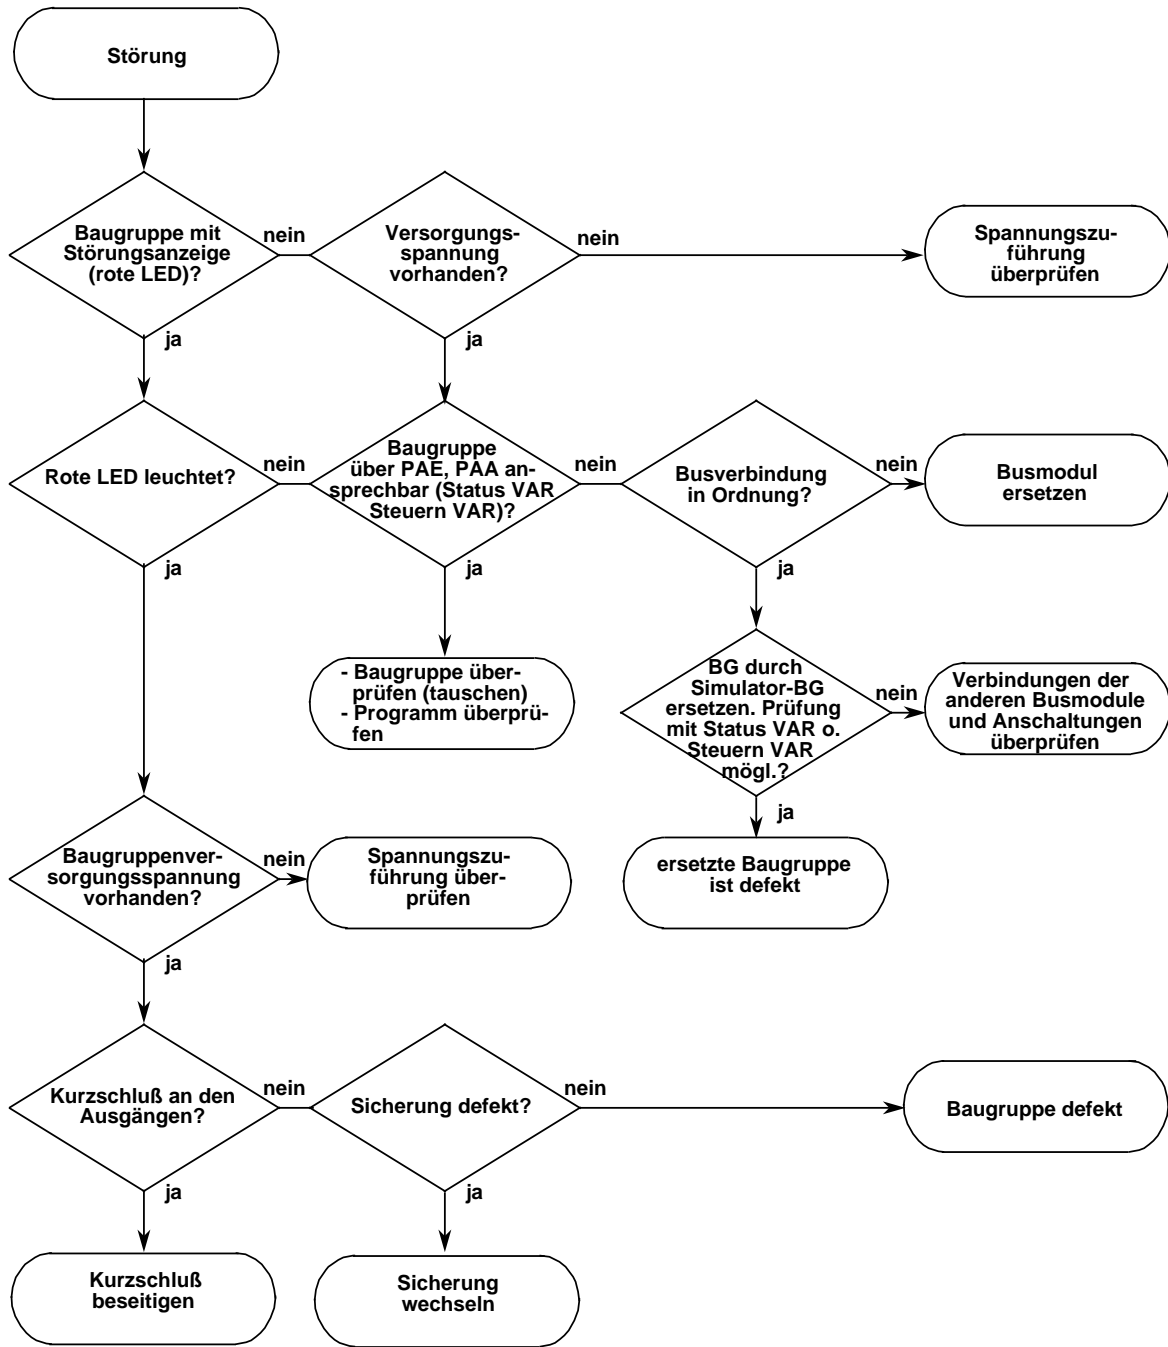 Störung
Baugruppe mit
Störungsanzeige
(rote LED)?
nein
Versorgungs-
spannung
vorhanden?
nein
Spannungszu-
führung
überprüfen
ja
ja
Rote LED leuchtet?
nein
Baugruppe
über PAE, PAA an-
sprechbar (Status VAR
Steuern VAR)?
nein
Busverbindung
in Ordnung?
nein
Busmodul
ersetzen
ja
ja
ja
- Baugruppe über-
prüfen (tauschen)
- Programm überprü-
fen
BG durch
Simulator-BG
ersetzen. Prüfung
mit Status VAR o.
Steuern VAR
mögl.?
nein
Verbindungen der
anderen Busmodule
und Anschaltungen
überprüfen
ja
Baugruppenver-
sorgungsspannung
vorhanden?
nein
Spannungszu-
führung über-
prüfen
ersetzte Baugruppe
ist defekt
ja
Kurzschluß an den
Ausgängen?
nein
Sicherung defekt?
nein
Baugruppe defekt
ja
ja
Kurzschluß
beseitigen
Sicherung
wechseln